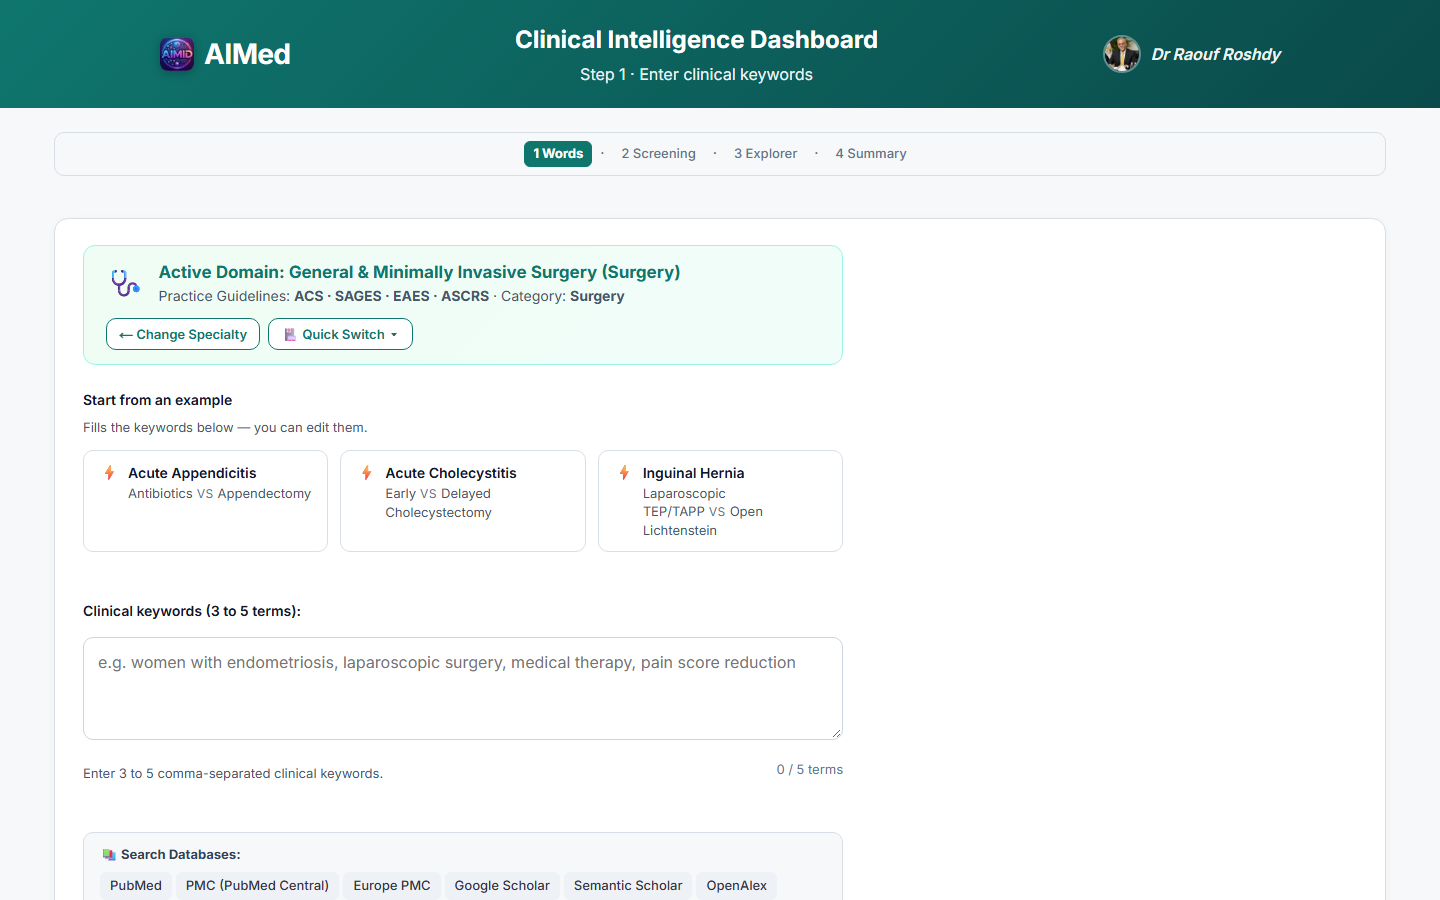 AIMID
AIMed
Clinical Intelligence Dashboard
Step 1 · Enter clinical keywords
Dr Raouf Roshdy
1 Words · 2 Screening · 3 Explorer · 4 Summary
Active Domain: General & Minimally Invasive Surgery (Surgery)
Practice Guidelines: ACS · SAGES · EAES · ASCRS · Category: Surgery
← Change Specialty
Quick Switch
Start from an example
Fills the keywords below — you can edit them.
Acute Appendicitis
Antibiotics VS Appendectomy
Acute Cholecystitis
Early VS Delayed
Cholecystectomy
Inguinal Hernia
Laparoscopic
TEP/TAPP VS Open
Lichtenstein
Clinical keywords (3 to 5 terms):
e.g. women with endometriosis, laparoscopic surgery, medical therapy, pain score reduction
Enter 3 to 5 comma-separated clinical keywords.
0 / 5 terms
Search Databases:
PubMed PMC (PubMed Central) Europe PMC Google Scholar Semantic Scholar OpenAlex